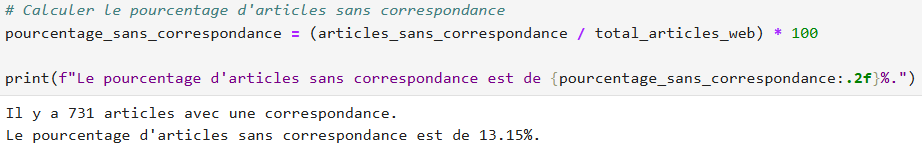 # Calculer le pourcentage d'articles sans correspondance
pourcentage_sans_correspondance = (articles_sans_correspondance / total_articles_web) * 100
print(f"Le pourcentage d'articles sans correspondance est de {pourcentage_sans_correspondance:.2f}%.")
Il y a 731 articles avec une correspondance.
Le pourcentage d'articles sans correspondance est de 13.15%.